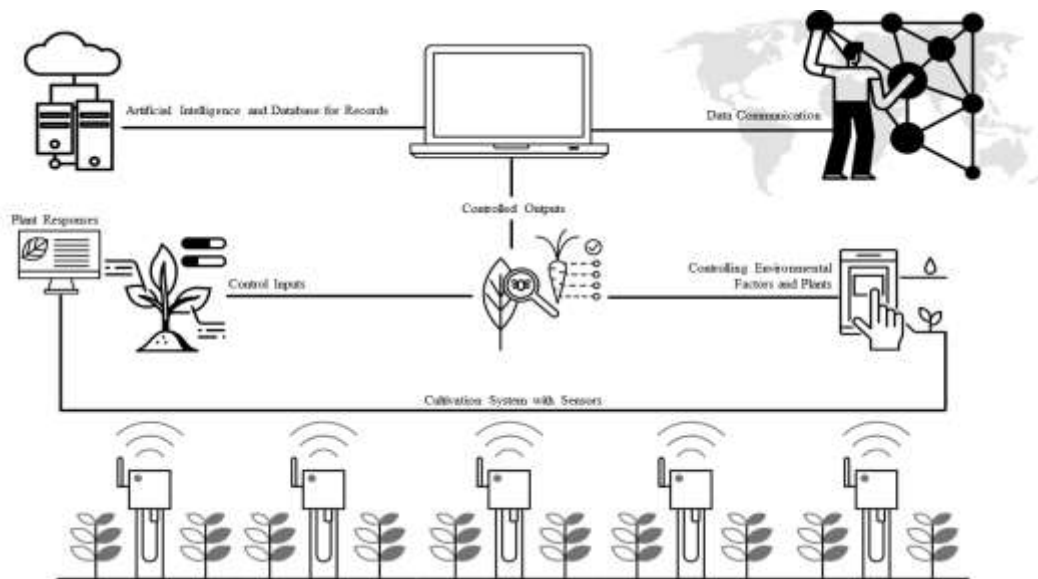 Artificial Intelligence and Database for Records
Data Communication
Controlled Outputs
Plant Responses
Control Inputs
Controlling Environmental
Factors and Plants
Cultivation System with Sensors